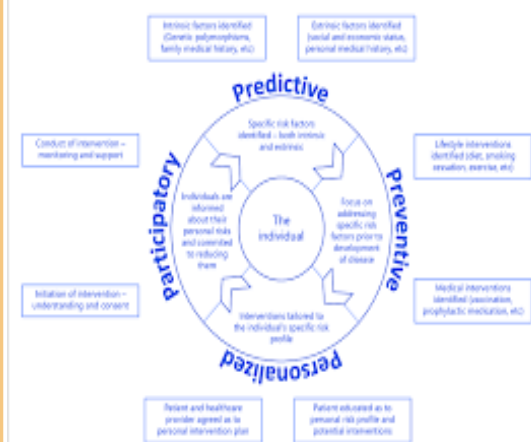 Intrinsic factors identified
(Genetic polymorphisms,
family medical history, etc)
Extrinsic factors identified
(social and economic status,
personal medical history, etc)
Predictive
Specific risk factors
identified – both intrinsic
and extrinsic
Conduct of intervention –
monitoring and support
Lifestyle interventions
identified (diet, smoking
cessation, exercise, etc)
Participatory
Individuals are
informed
about their
personal risks
and commited
to reducing
them
The
individual
Focus on
addressing
specific risk
factors prior to
development
of disease
Preventive
Initiation of intervention –
understanding and consent
Medical interventions
identified (vaccination,
prophylactic medication, etc)
Interventions tailored to
the individual's specific risk
profile
Personalized
Patient and healthcare
provider agreed as to
personal intervention plan
Patient educated as to
personal risk profile and
potential interventions